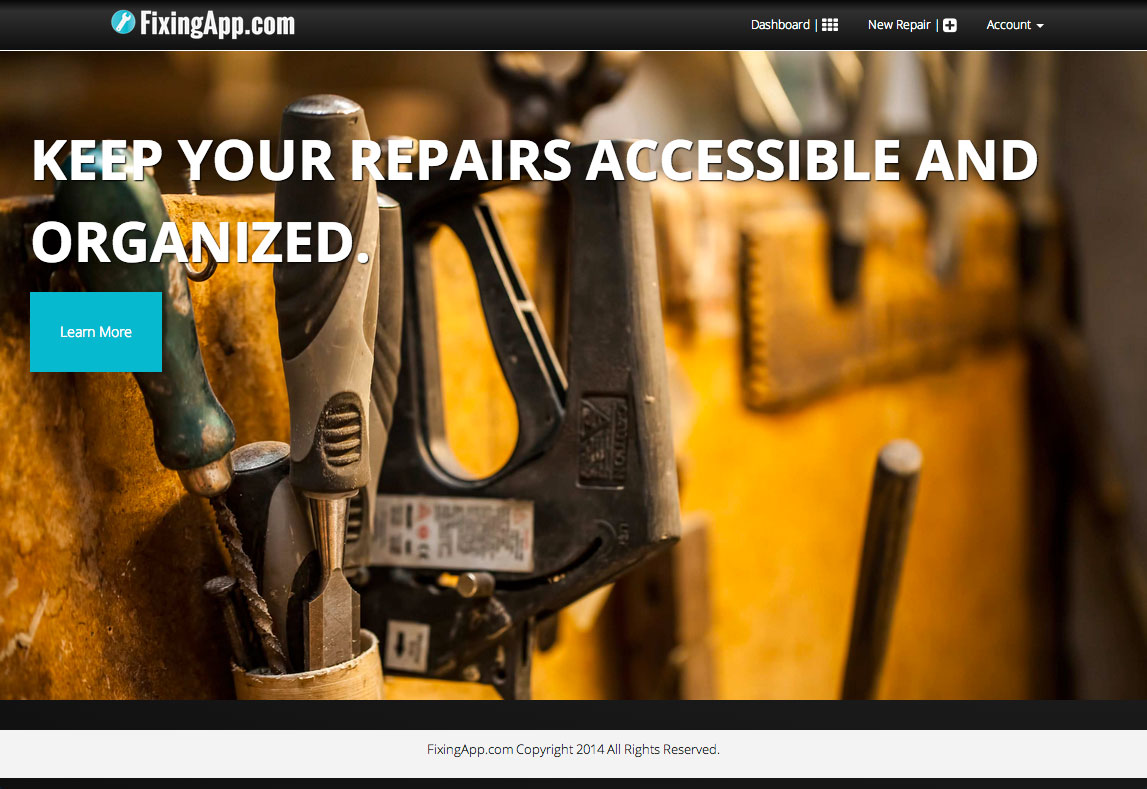 FixingApp.com
Dashboard |
New Repair |
Account
KEEP YOUR REPAIRS ACCESSIBLE AND
ORGANIZED.
Learn More
FixingApp.com Copyright 2014 All Rights Reserved.